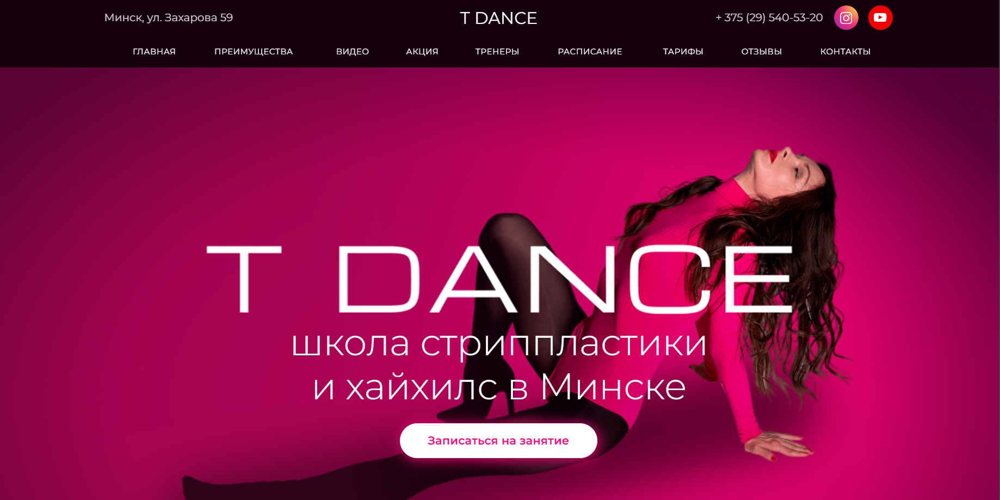 Минск, ул. Захарова 59
T DANCE
+ 375 (29) 540-53-20
ГЛАВНАЯ ПРЕИМУЩЕСТВА ВИДЕО АКЦИЯ ТРЕНЕРЫ РАСПИСАНИЕ ТАРИФЫ ОТЗЫВЫ КОНТАКТЫ
T DANCE
школа стриппластики
и хайхилс в Минске
Записаться на занятие